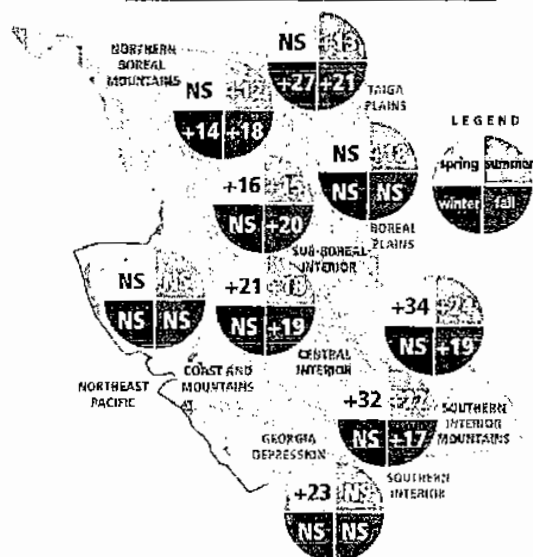 NORTHERN
BOREAL
MOUNTAINS
NS
+27 +21
TAIGA
PLAINS
NS
+14 +18
LEGEND
spring summer
winter fall
NS
NS NS
BOREAL
PLAINS
+16
NS +20
SUB-BOREAL
INTERIOR
NS
NS NS
+21
NS +19
CENTRAL
INTERIOR
+34
NS +19
NORTHEAST
PACIFIC
COAST AND
MOUNTAINS
+32
NS +17
SOUTHERN
INTERIOR
MOUNTAINS
GEORGIA
DEPRESSION
SOUTHERN
INTERIOR
+23 NS
NS NS